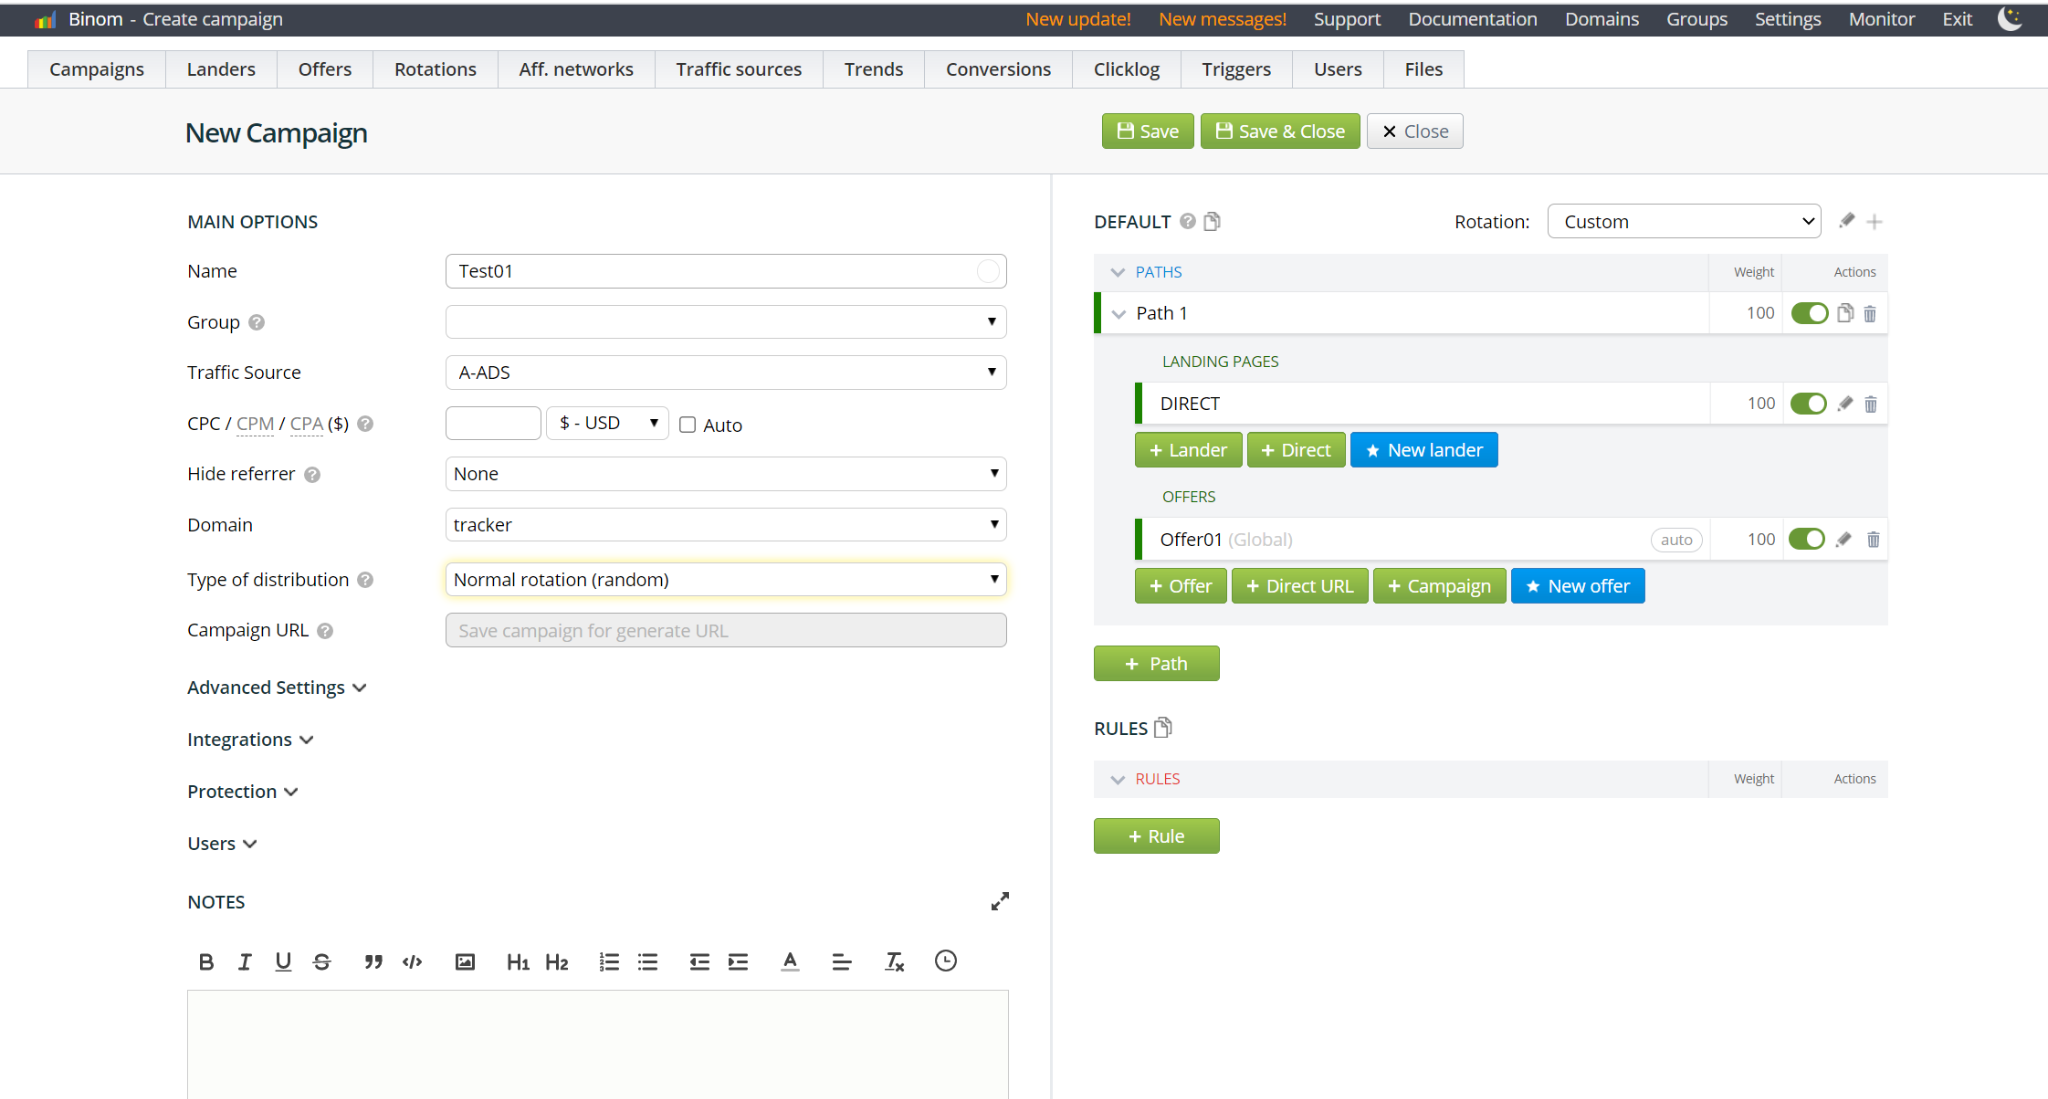 Binom - Create campaign New update! New messages! Support Documentation Domains Groups Settings Monitor Exit
Campaigns Landers Offers Rotations Aff. networks Traffic sources Trends Conversions Clicklog Triggers Users Files
New Campaign Save Save & Close Close
MAIN OPTIONS
Name Test01
Group ?
Traffic Source A-ADS
CPC / CPM / CPA ($) ? $ - USD Auto
Hide referrer ? None
Domain tracker
Type of distribution ? Normal rotation (random)
Campaign URL ? Save campaign for generate URL
Advanced Settings
Integrations
Protection
Users
NOTES
B I U S H1 H2 A Tx
DEFAULT ? Rotation: Custom
PATHS Weight Actions
Path 1 100
LANDING PAGES
DIRECT 100
+ Lander + Direct New lander
OFFERS
Offer01 (Global) auto 100
+ Offer + Direct URL + Campaign New offer
+ Path
RULES
RULES Weight Actions
+ Rule